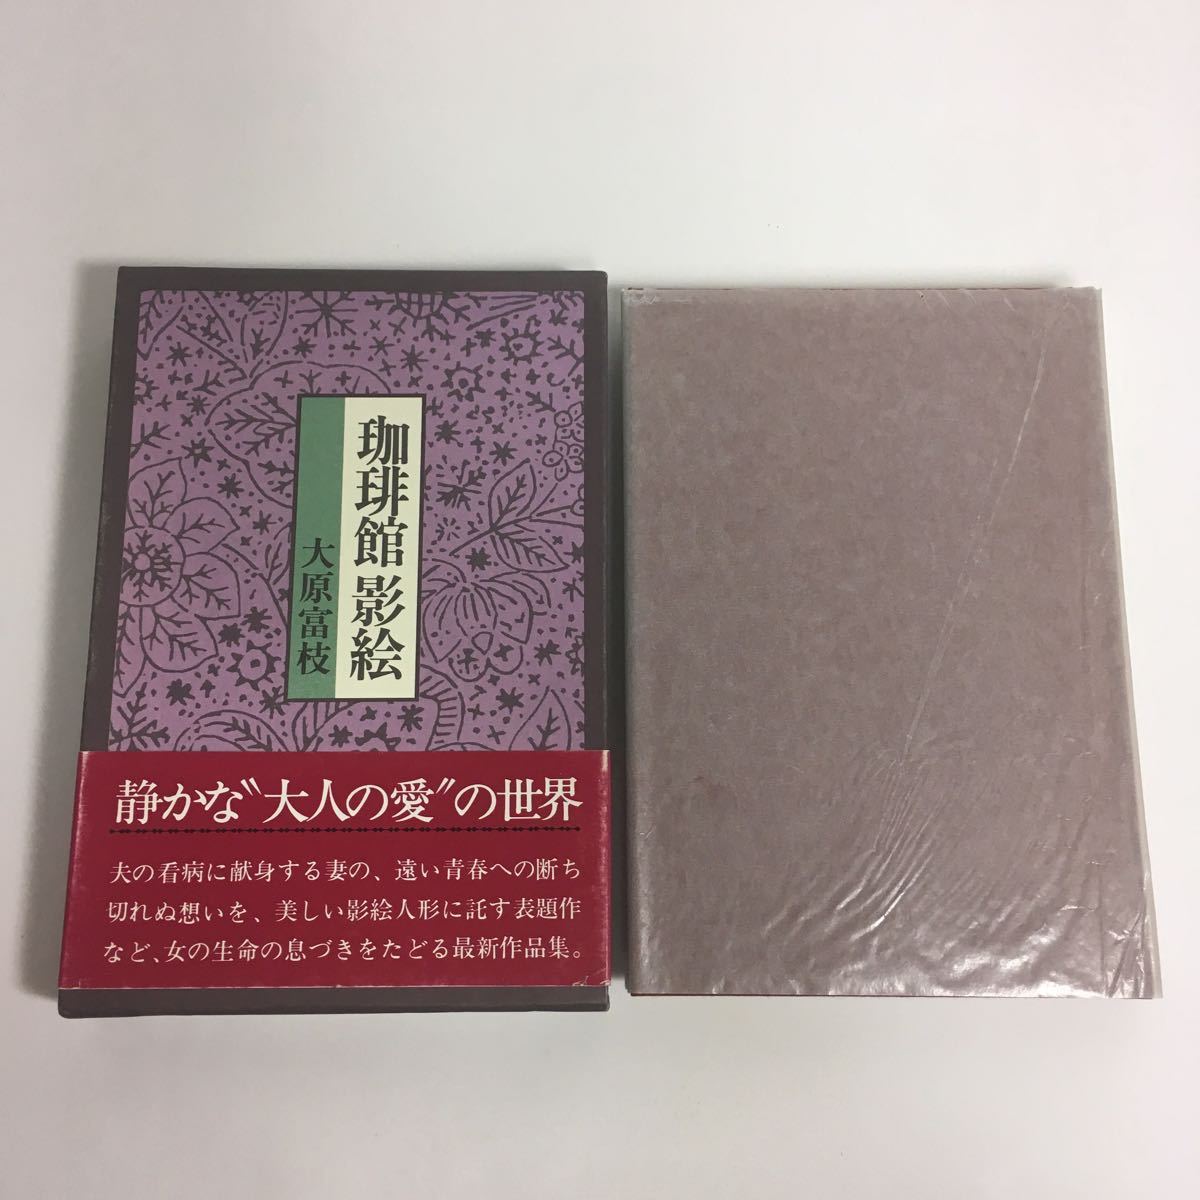 珈琲館影絵
大原富枝
静かな〝大人の愛〟の世界
夫の看病に献身する妻の、遠い青春への断ち
切れぬ想いを、美しい影絵人形に託す表題作
など、女の生命の息づきをたどる最新作品集。